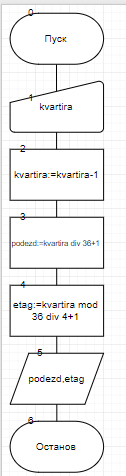 0
Пуск
1
kvartira
2
kvartira:=kvartira-1
3
podezd:=kvartira div 36+1
4
etag:=kvartira mod
36 div 4+1
5
podezd,etag
6
Останов